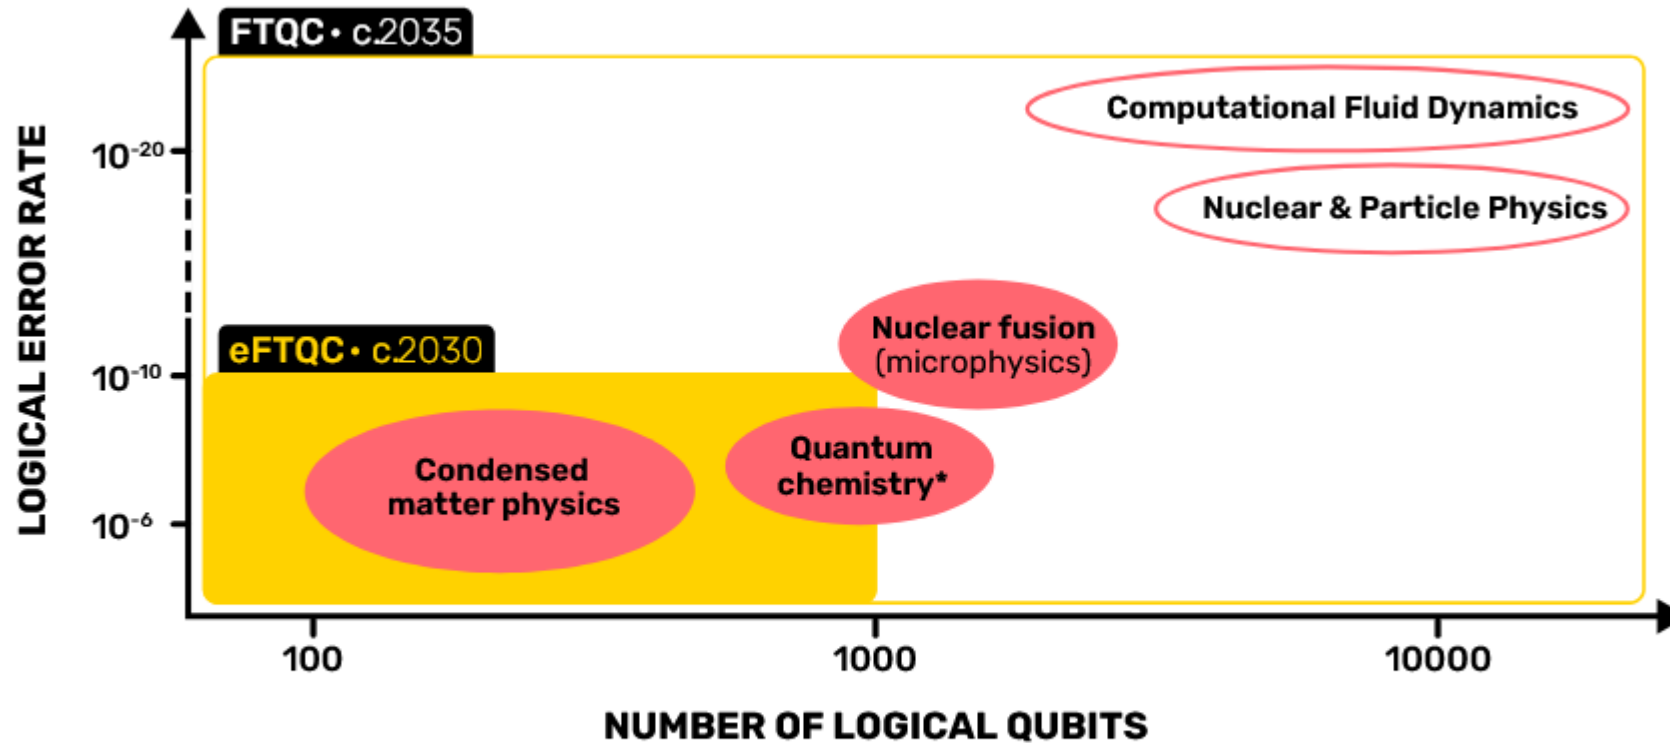 FTQC • c.2035
Computational Fluid Dynamics
10⁻²⁰
Nuclear & Particle Physics
LOGICAL ERROR RATE
Nuclear fusion
(microphysics)
eFTQC • c.2030
10⁻¹⁰
Quantum
chemistry*
Condensed
matter physics
10⁻⁶
100
1000
10000
NUMBER OF LOGICAL QUBITS